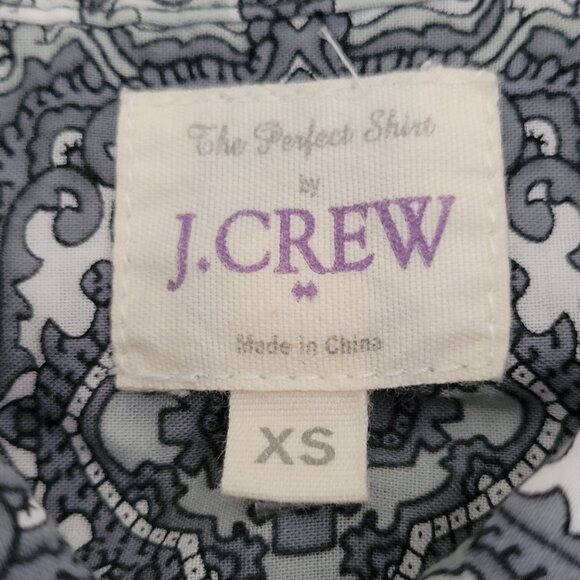 The Perfect Shirt
by
J.CREW
Made in China
XS